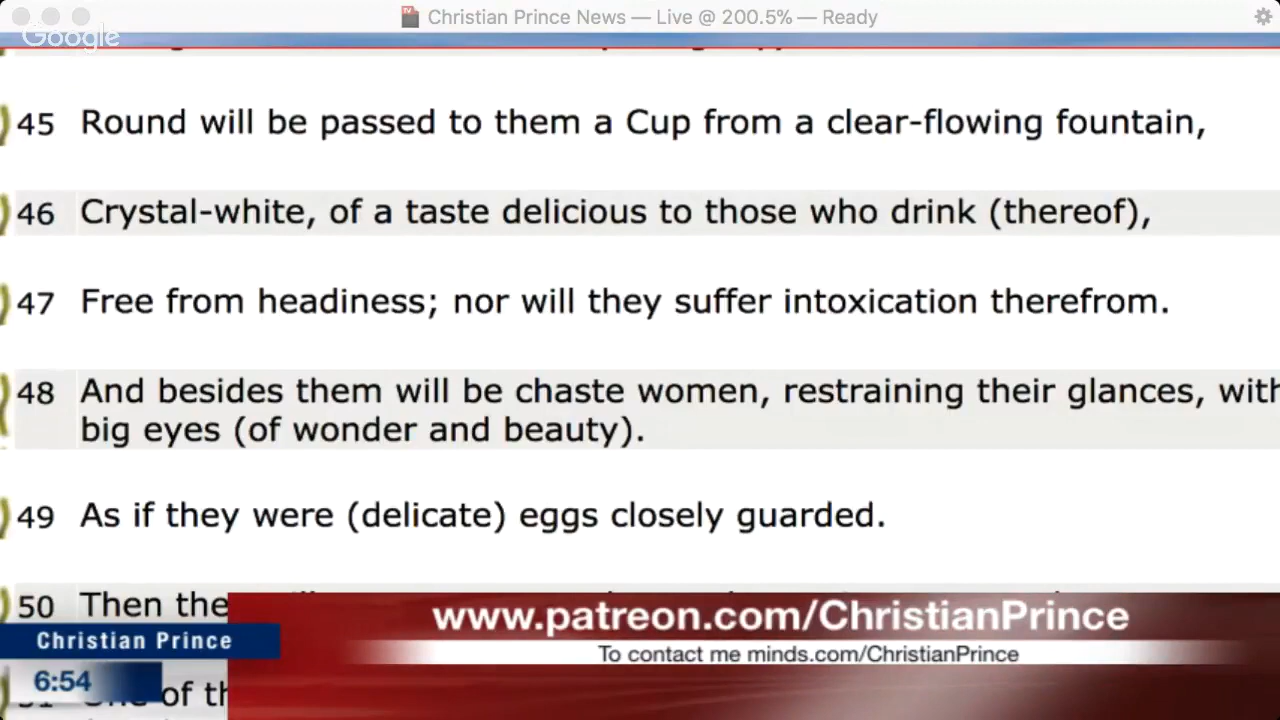 Christian Prince News — Live @ 200.5% — Ready
Google
45 Round will be passed to them a Cup from a clear-flowing fountain,
46 Crystal-white, of a taste delicious to those who drink (thereof),
47 Free from headiness; nor will they suffer intoxication therefrom.
48 And besides them will be chaste women, restraining their glances, with
big eyes (of wonder and beauty).
49 As if they were (delicate) eggs closely guarded.
50 Then the
www.patreon.com/ChristianPrince
Christian Prince
To contact me minds.com/ChristianPrince
6:54
of th